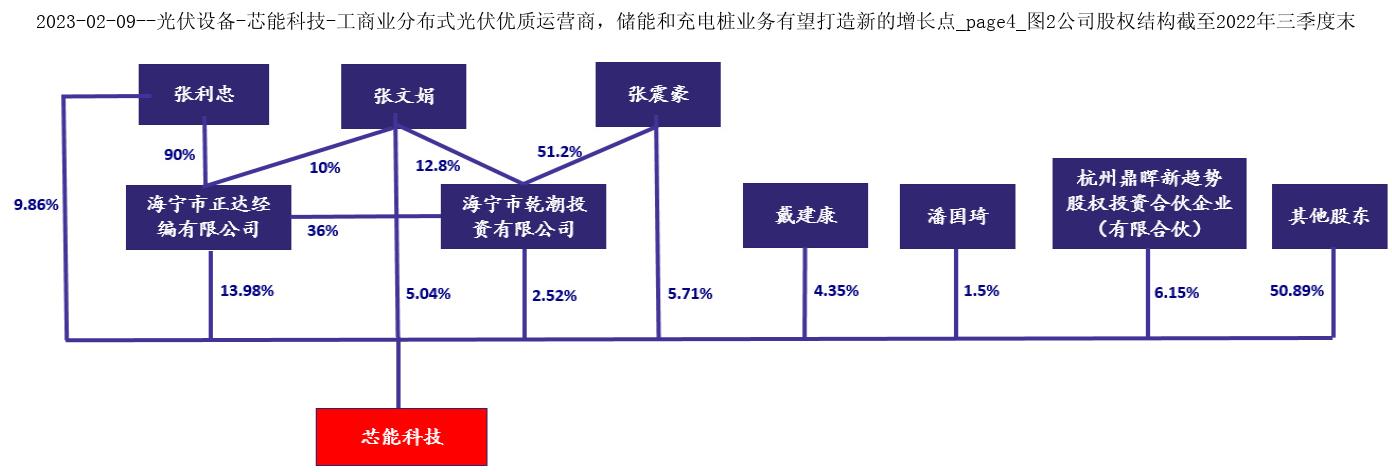 2023-02-09--光伏设备-芯能科技-工商业分布式光伏优质运营商，储能和充电桩业务有望打造新的增长点_page4_图2公司股权结构截至2022年三季度末
张利忠
张文娟
张震豪
90%
10%
12.8%
51.2%
9.86%
海宁市正达经
编有限公司
36%
海宁市乾潮投
资有限公司
戴建康
潘国琦
杭州鼎晖新趋势
股权投资合伙企业
（有限合伙）
其他股东
13.98%
5.04%
2.52%
5.71%
4.35%
1.5%
6.15%
50.89%
芯能科技